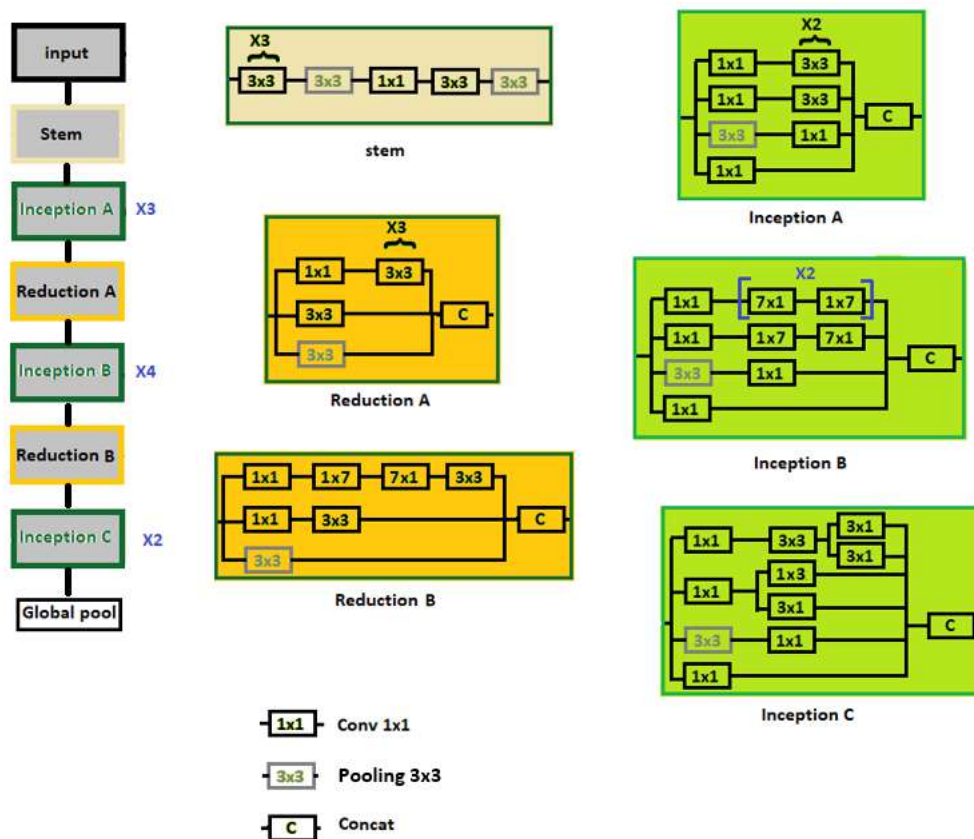 input
Stem
Inception A X3
Reduction A
Inception B X4
Reduction B
Inception C X2
Global pool
X3
3x3 3x3 1x1 3x3 3x3
stem
X3
1x1 3x3
3x3 C
3x3
Reduction A
1x1 1x7 7x1 3x3
1x1 3x3 C
3x3
Reduction B
X2
1x1 3x3
1x1 3x3
C
3x3 1x1
1x1
Inception A
X2
1x1 7x1 1x7
1x1 1x7 7x1
C
3x3 1x1
1x1
Inception B
3x1
1x1 3x3
3x1
1x3
1x1
3x1
C
3x3 1x1
1x1
Inception C
1x1 Conv 1x1
3x3 Pooling 3x3
C Concat